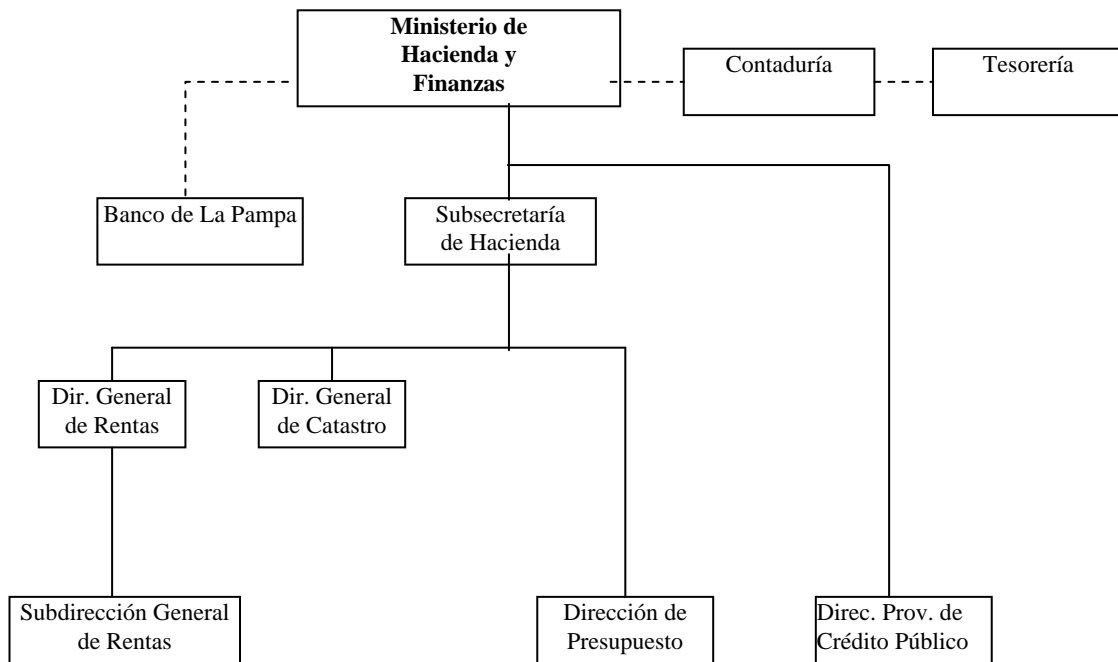 Ministerio de
Hacienda y
Finanzas
Contaduría
Tesorería
Banco de La Pampa
Subsecretaría
de Hacienda
Dir. General
de Rentas
Dir. General
de Catastro
Subdirección General
de Rentas
Dirección de
Presupuesto
Direc. Prov. de
Crédito Público